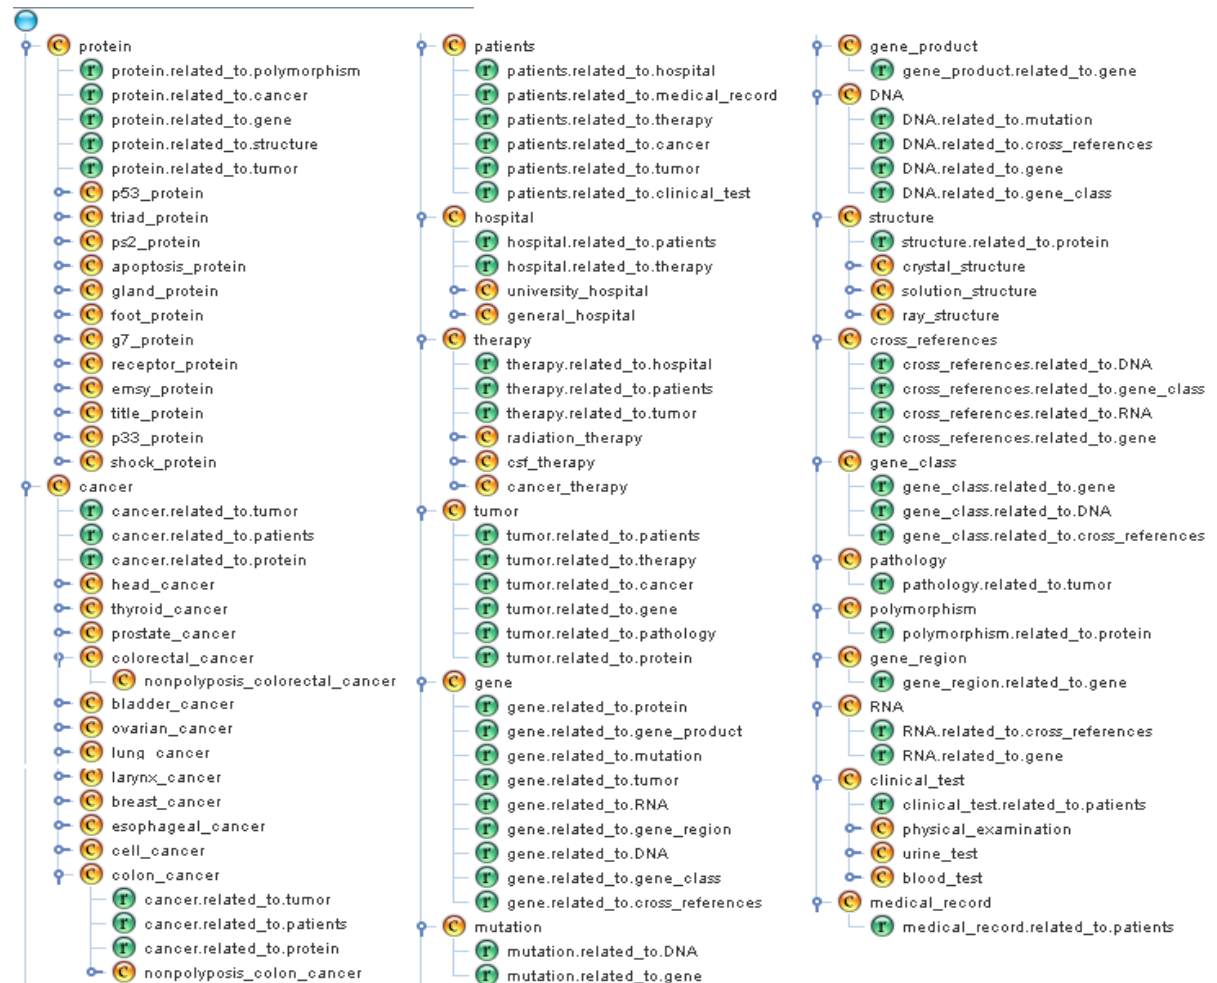 protein
protein.related_to.polymorphism
protein.related_to.cancer
protein.related_to.gene
protein.related_to.structure
protein.related_to.tumor
p53_protein
triad_protein
ps2_protein
apoptosis_protein
gland_protein
foot_protein
g7_protein
receptor_protein
emsy_protein
title_protein
p33_protein
shock_protein
cancer
cancer.related_to.tumor
cancer.related_to.patients
cancer.related_to.protein
head_cancer
thyroid_cancer
prostate_cancer
colorectal_cancer
nonpolyposis_colorectal_cancer
bladder_cancer
ovarian_cancer
lung_cancer
larynx_cancer
breast_cancer
esophageal_cancer
cell_cancer
colon_cancer
cancer.related_to.tumor
cancer.related_to.patients
cancer.related_to.protein
nonpolyposis_colon_cancer
patients
patients.related_to.hospital
patients.related_to.medical_record
patients.related_to.therapy
patients.related_to.cancer
patients.related_to.tumor
patients.related_to.clinical_test
hospital
hospital.related_to.patients
hospital.related_to.therapy
university_hospital
general_hospital
therapy
therapy.related_to.hospital
therapy.related_to.patients
therapy.related_to.tumor
radiation_therapy
csf_therapy
cancer_therapy
tumor
tumor.related_to.patients
tumor.related_to.therapy
tumor.related_to.cancer
tumor.related_to.gene
tumor.related_to.pathology
tumor.related_to.protein
gene
gene.related_to.protein
gene.related_to.gene_product
gene.related_to.mutation
gene.related_to.tumor
gene.related_to.RNA
gene.related_to.gene_region
gene.related_to.DNA
gene.related_to.gene_class
gene.related_to.cross_references
mutation
mutation.related_to.DNA
mutation.related_to.gene
gene_product
gene_product.related_to.gene
DNA
DNA.related_to.mutation
DNA.related_to.cross_references
DNA.related_to.gene
DNA.related_to.gene_class
structure
structure.related_to.protein
crystal_structure
solution_structure
ray_structure
cross_references
cross_references.related_to.DNA
cross_references.related_to.gene_class
cross_references.related_to.RNA
cross_references.related_to.gene
gene_class
gene_class.related_to.gene
gene_class.related_to.DNA
gene_class.related_to.cross_references
pathology
pathology.related_to.tumor
polymorphism
polymorphism.related_to.protein
gene_region
gene_region.related_to.gene
RNA
RNA.related_to.cross_references
RNA.related_to.gene
clinical_test
clinical_test.related_to.patients
physical_examination
urine_test
blood_test
medical_record
medical_record.related_to.patients